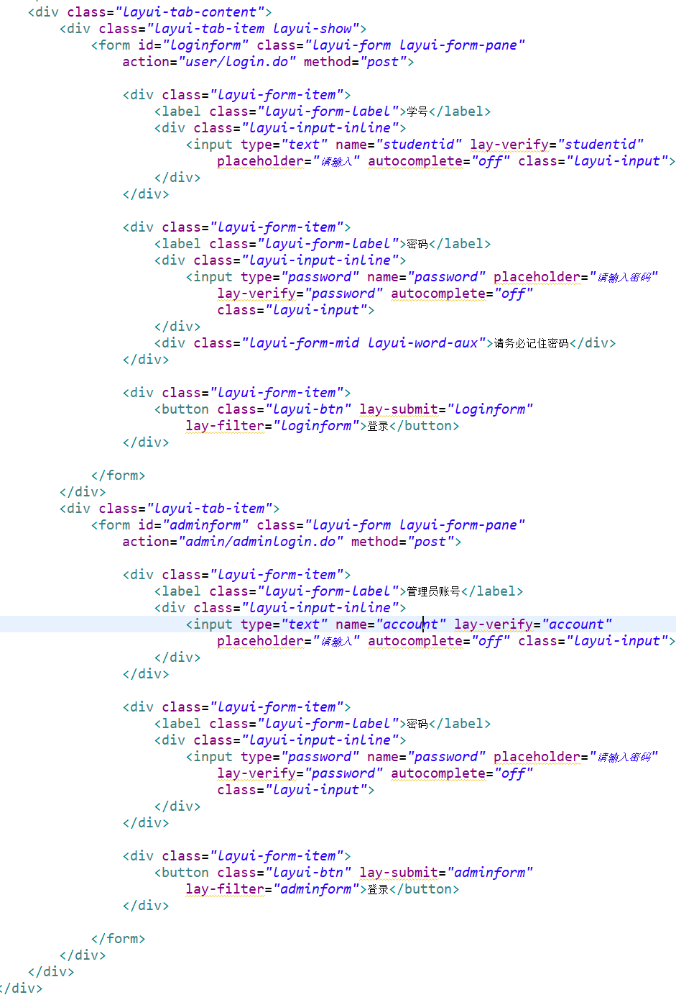 <div class="layui-tab-content">
<div class="layui-tab-item layui-show">
<form id="loginform" class="layui-form layui-form-pane"
action="user/login.do" method="post">
<div class="layui-form-item">
<label class="layui-form-label">学号</label>
<div class="layui-input-inline">
<input type="text" name="studentid" lay-verify="studentid"
placeholder="请输入" autocomplete="off" class="layui-input">
</div>
</div>
<div class="layui-form-item">
<label class="layui-form-label">密码</label>
<div class="layui-input-inline">
<input type="password" name="password" placeholder="请输入密码"
lay-verify="password" autocomplete="off"
class="layui-input">
</div>
<div class="layui-form-mid layui-word-aux">请务必记住密码</div>
</div>
<div class="layui-form-item">
<button class="layui-btn" lay-submit="loginform"
lay-filter="loginform">登录</button>
</div>
</form>
</div>
<div class="layui-tab-item">
<form id="adminform" class="layui-form layui-form-pane"
action="admin/adminlogin.do" method="post">
<div class="layui-form-item">
<label class="layui-form-label">管理员账号</label>
<div class="layui-input-inline">
<input type="text" name="account" lay-verify="account"
placeholder="请输入" autocomplete="off" class="layui-input">
</div>
</div>
<div class="layui-form-item">
<label class="layui-form-label">密码</label>
<div class="layui-input-inline">
<input type="password" name="password" placeholder="请输入密码"
lay-verify="password" autocomplete="off"
class="layui-input">
</div>
</div>
<div class="layui-form-item">
<button class="layui-btn" lay-submit="adminform"
lay-filter="adminform">登录</button>
</div>
</form>
</div>
</div>
</div>